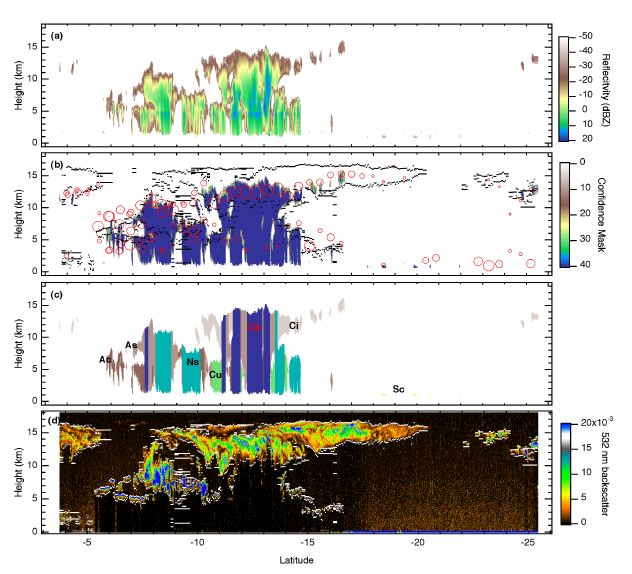 (a)
15
10
5
0
Height (km)
-50
-40
-30
-20
-10
0
10
20
Reflectivity (dBZ)
(b)
15
10
5
0
Height (km)
0
10
20
30
40
Confidance Mask
(c)
15
10
5
0
Height (km)
Ac
As
Ns
Cu
Cb
Ci
Sc
(d)
15
10
5
0
Height (km)
20x10-3
15
10
5
0
532 nm backscatter
-5
-10
-15
-20
-25
Latitude